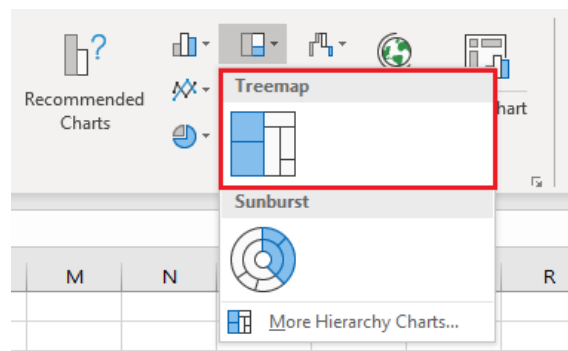 ?
Recommended
Charts
Treemap
hart
Sunburst
More Hierarchy Charts...
M
N
R